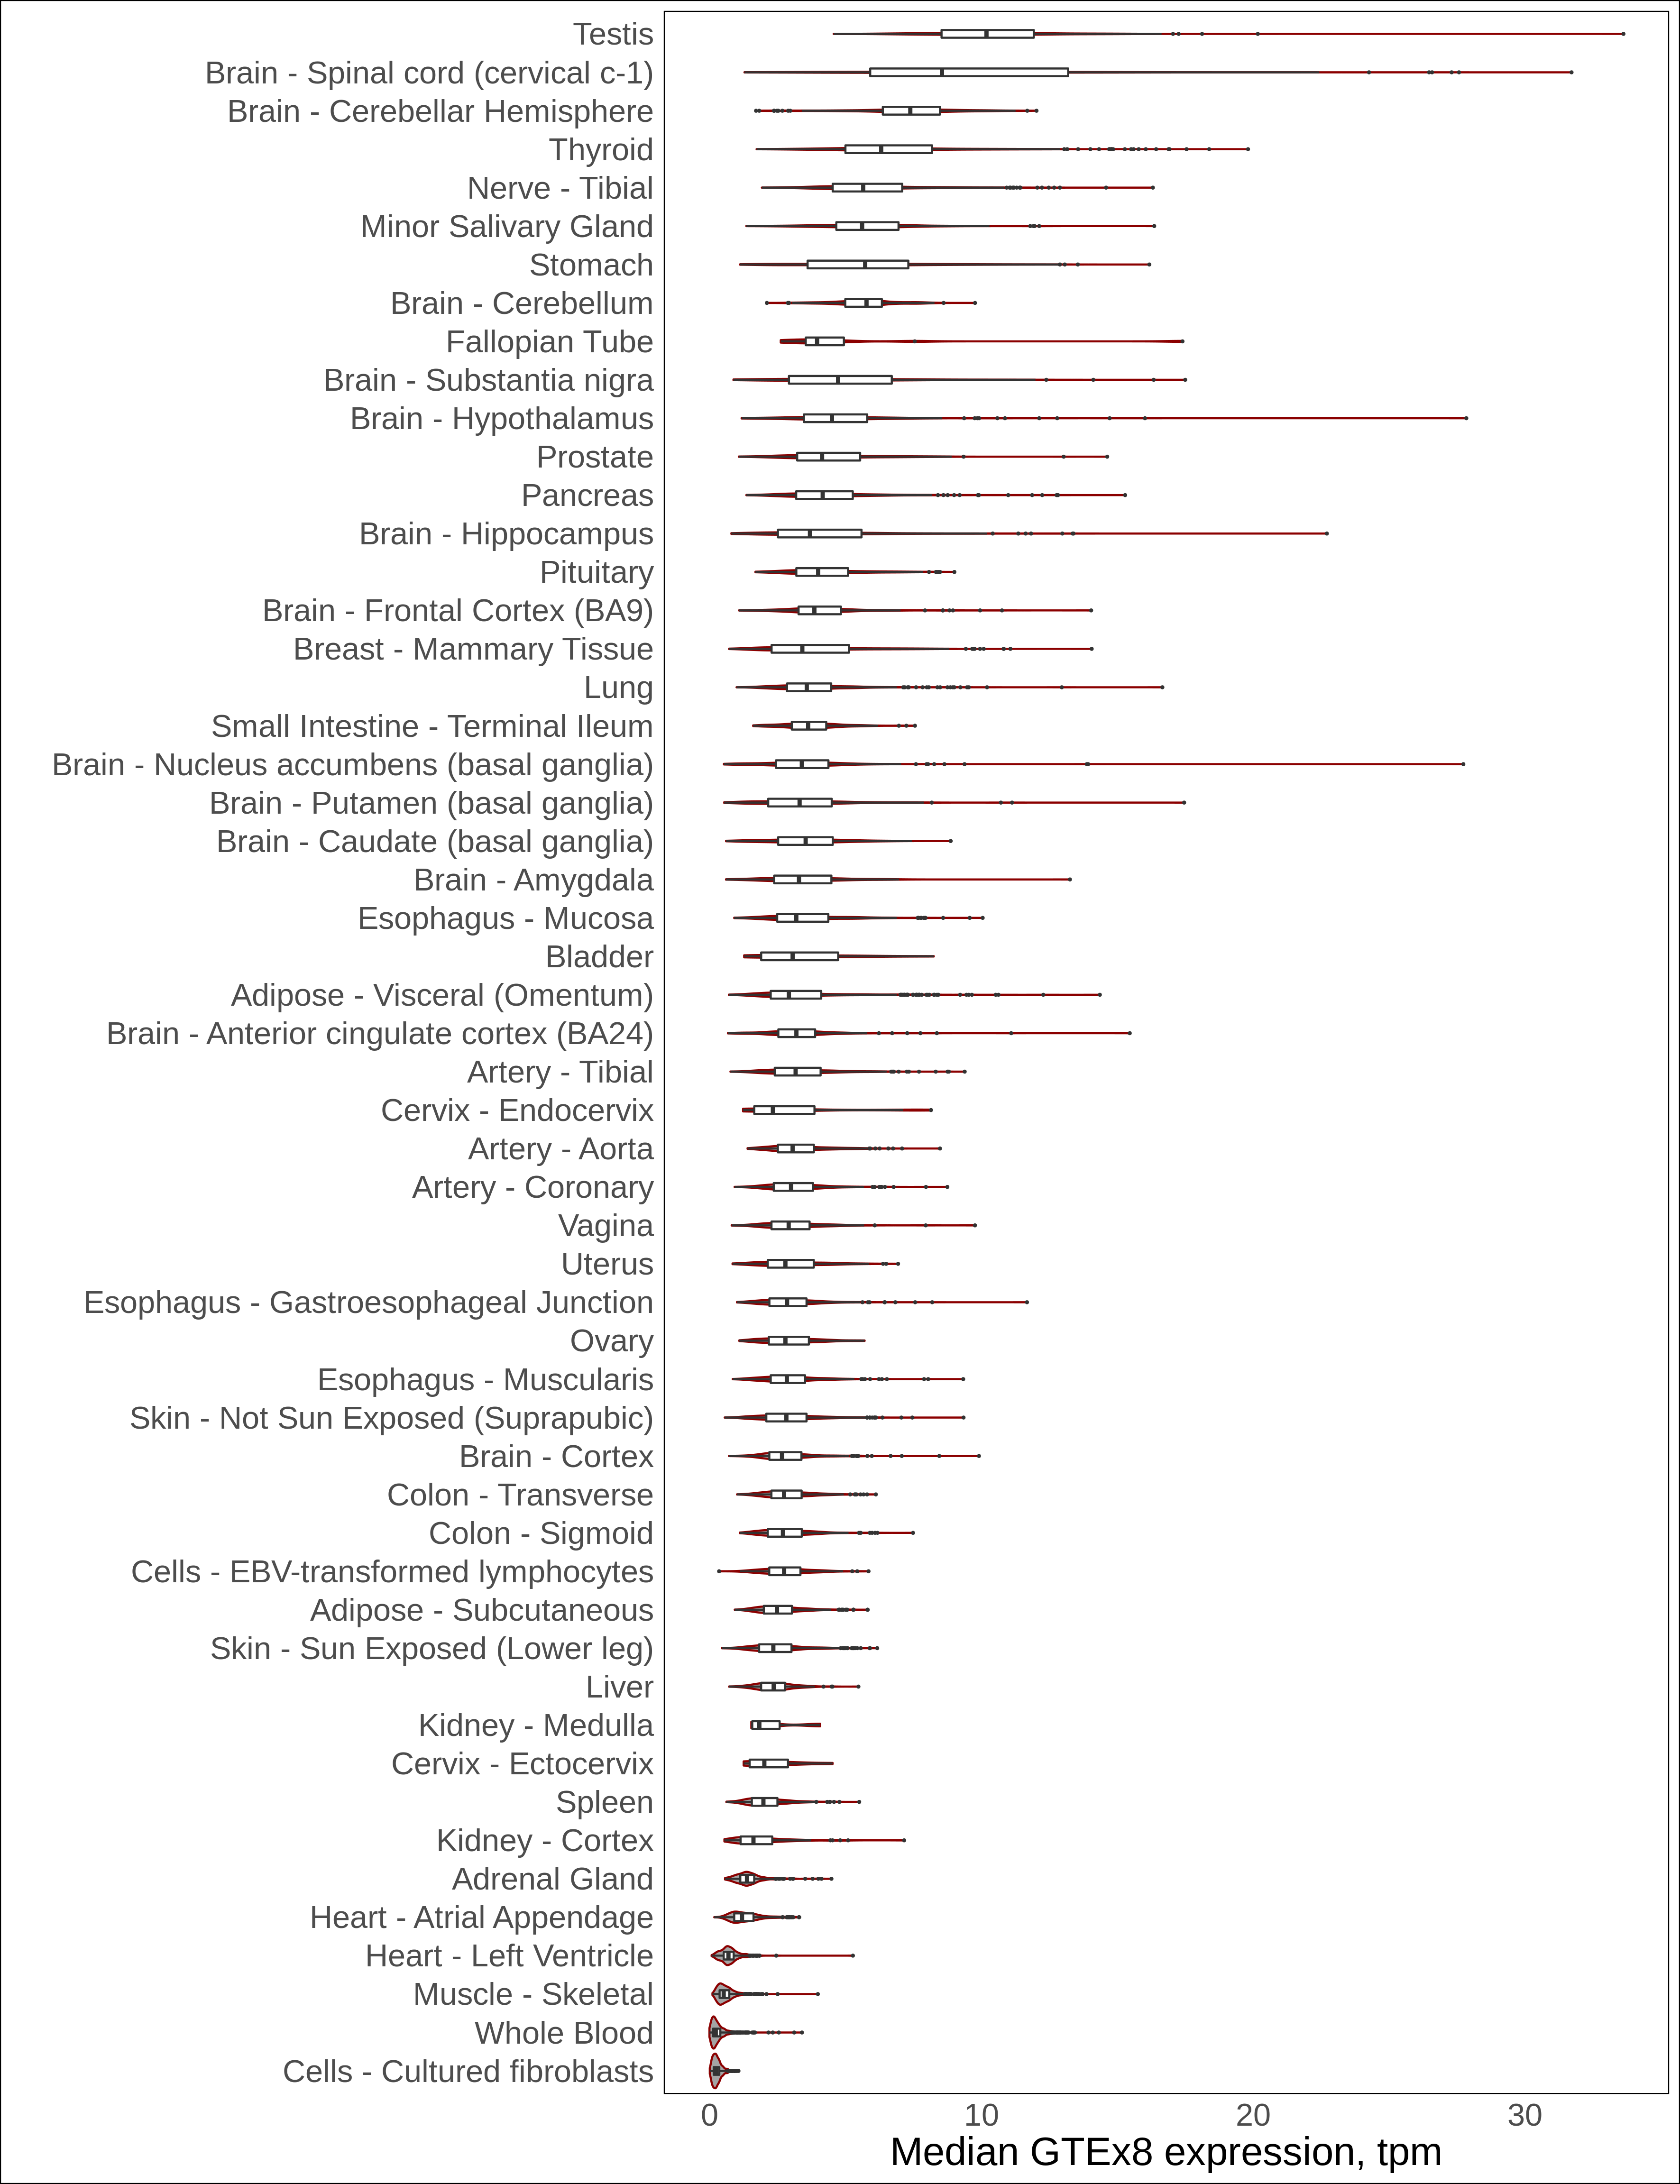 Testis
Brain - Spinal cord (cervical c-1)
Brain - Cerebellar Hemisphere
Thyroid
Nerve - Tibial
Minor Salivary Gland
Stomach
Brain - Cerebellum
Fallopian Tube
Brain - Substantia nigra
Brain - Hypothalamus
Prostate
Pancreas
Brain - Hippocampus
Pituitary
Brain - Frontal Cortex (BA9)
Breast - Mammary Tissue
Lung
Small Intestine - Terminal Ileum
Brain - Nucleus accumbens (basal ganglia)
Brain - Putamen (basal ganglia)
Brain - Caudate (basal ganglia)
Brain - Amygdala
Esophagus - Mucosa
Bladder
Adipose - Visceral (Omentum)
Brain - Anterior cingulate cortex (BA24)
Artery - Tibial
Cervix - Endocervix
Artery - Aorta
Artery - Coronary
Vagina
Uterus
Esophagus - Gastroesophageal Junction
Ovary
Esophagus - Muscularis
Skin - Not Sun Exposed (Suprapubic)
Brain - Cortex
Colon - Transverse
Colon - Sigmoid
Cells - EBV-transformed lymphocytes
Adipose - Subcutaneous
Skin - Sun Exposed (Lower leg)
Liver
Kidney - Medulla
Cervix - Ectocervix
Spleen
Kidney - Cortex
Adrenal Gland
Heart - Atrial Appendage
Heart - Left Ventricle
Muscle - Skeletal
Whole Blood
Cells - Cultured fibroblasts
0 10 20 30
Median GTEx8 expression, tpm